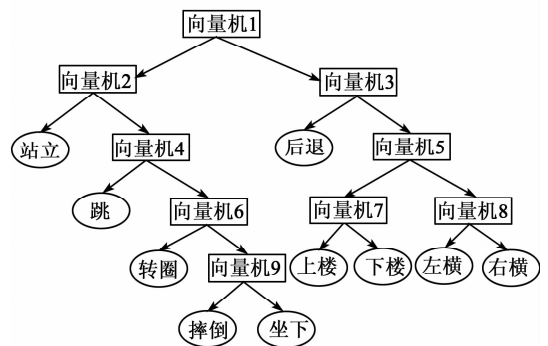 向量机1
向量机2
向量机3
站立
向量机4
后退
向量机5
跳
向量机6
向量机7
向量机8
转圈
向量机9
上楼
下楼
左横
右横
摔倒
坐下